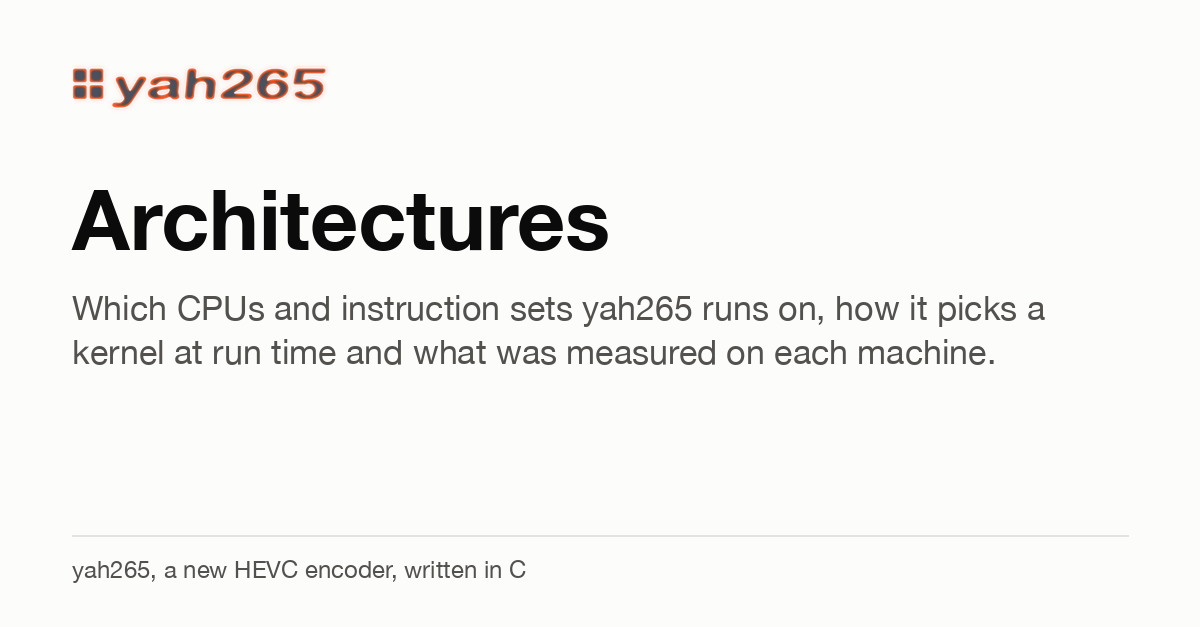 yah265
Architectures
Which CPUs and instruction sets yah265 runs on, how it picks a
kernel at run time and what was measured on each machine.
yah265, a new HEVC encoder, written in C